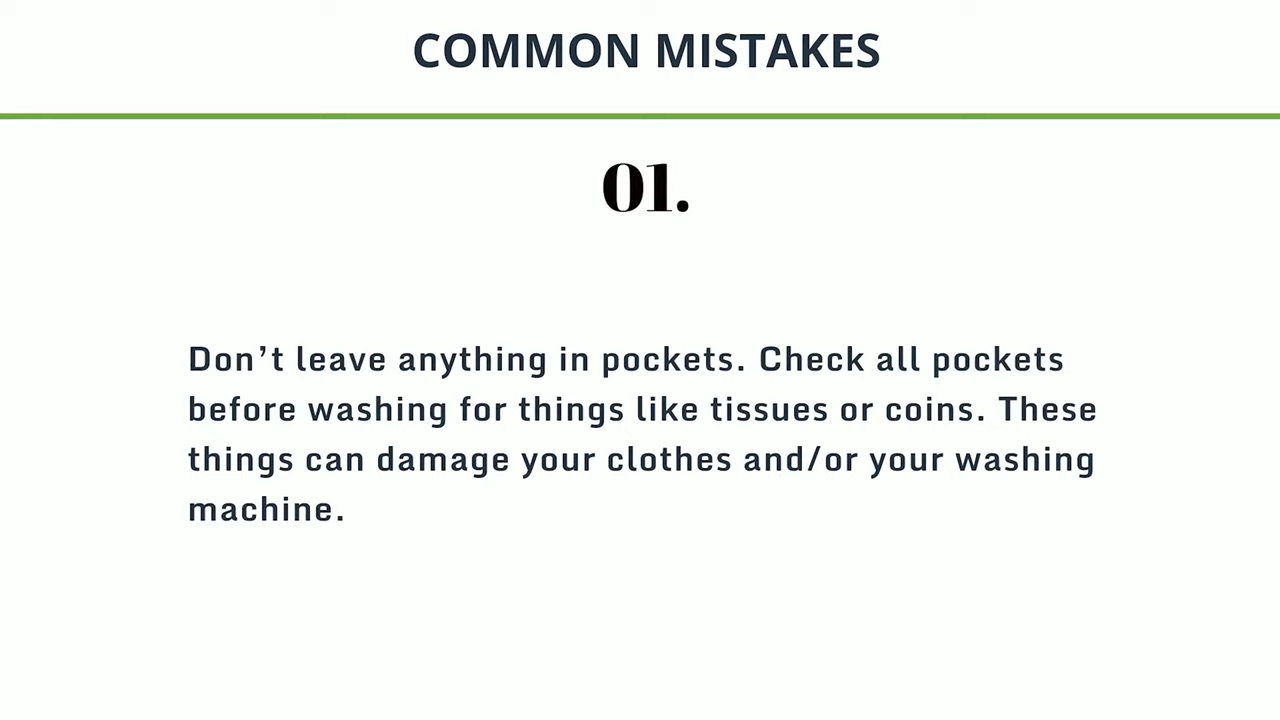 COMMON MISTAKES
01.
Don’t leave anything in pockets. Check all pockets
before washing for things like tissues or coins. These
things can damage your clothes and/or your washing
machine.